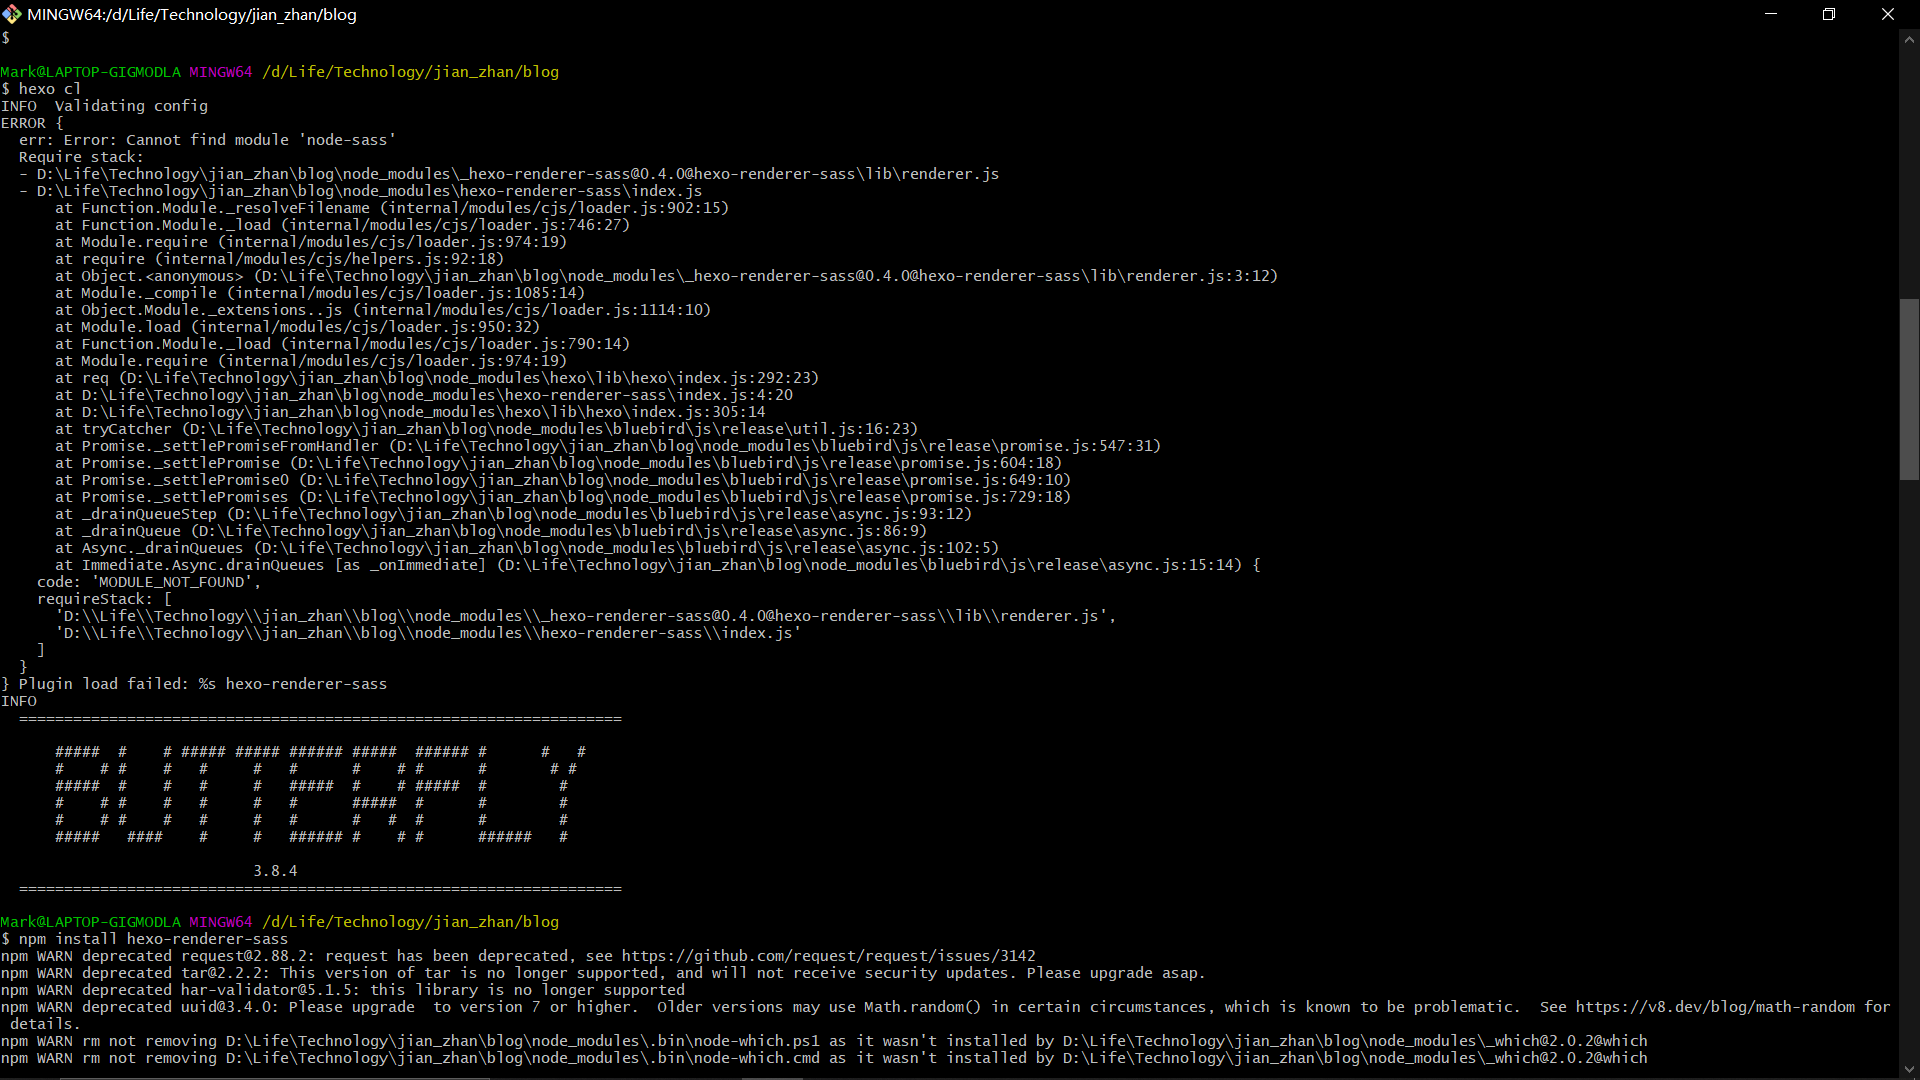 MINGW64:/d/Life/Technology/jian_zhan/blog
$
Mark@LAPTOP-GIGMODLA MINGW64 /d/Life/Technology/jian_zhan/blog
$ hexo cl
INFO  Validating config
ERROR {
  err: Error: Cannot find module 'node-sass'
  Require stack:
  - D:\Life\Technology\jian_zhan\blog\node_modules\_hexo-renderer-sass@0.4.0@hexo-renderer-sass\lib\renderer.js
  - D:\Life\Technology\jian_zhan\blog\node_modules\hexo-renderer-sass\index.js
      at Function.Module._resolveFilename (internal/modules/cjs/loader.js:902:15)
      at Function.Module._load (internal/modules/cjs/loader.js:746:27)
      at Module.require (internal/modules/cjs/loader.js:974:19)
      at require (internal/modules/cjs/helpers.js:92:18)
      at Object.<anonymous> (D:\Life\Technology\jian_zhan\blog\node_modules\_hexo-renderer-sass@0.4.0@hexo-renderer-sass\lib\renderer.js:3:12)
      at Module._compile (internal/modules/cjs/loader.js:1085:14)
      at Object.Module._extensions..js (internal/modules/cjs/loader.js:1114:10)
      at Module.load (internal/modules/cjs/loader.js:950:32)
      at Function.Module._load (internal/modules/cjs/loader.js:790:14)
      at Module.require (internal/modules/cjs/loader.js:974:19)
      at req (D:\Life\Technology\jian_zhan\blog\node_modules\hexo\lib\hexo\index.js:292:23)
      at D:\Life\Technology\jian_zhan\blog\node_modules\hexo-renderer-sass\index.js:4:20
      at D:\Life\Technology\jian_zhan\blog\node_modules\hexo\lib\hexo\index.js:305:14
      at tryCatcher (D:\Life\Technology\jian_zhan\blog\node_modules\bluebird\js\release\util.js:16:23)
      at Promise._settlePromiseFromHandler (D:\Life\Technology\jian_zhan\blog\node_modules\bluebird\js\release\promise.js:547:31)
      at Promise._settlePromise (D:\Life\Technology\jian_zhan\blog\node_modules\bluebird\js\release\promise.js:604:18)
      at Promise._settlePromise0 (D:\Life\Technology\jian_zhan\blog\node_modules\bluebird\js\release\promise.js:649:10)
      at Promise._settlePromises (D:\Life\Technology\jian_zhan\blog\node_modules\bluebird\js\release\promise.js:729:18)
      at _drainQueueStep (D:\Life\Technology\jian_zhan\blog\node_modules\bluebird\js\release\async.js:93:12)
      at _drainQueue (D:\Life\Technology\jian_zhan\blog\node_modules\bluebird\js\release\async.js:86:9)
      at Async._drainQueues (D:\Life\Technology\jian_zhan\blog\node_modules\bluebird\js\release\async.js:102:5)
      at Immediate.Async.drainQueues [as _onImmediate] (D:\Life\Technology\jian_zhan\blog\node_modules\bluebird\js\release\async.js:15:14) {
    code: 'MODULE_NOT_FOUND',
    requireStack: [
      'D:\\Life\\Technology\\jian_zhan\\blog\\node_modules\\_hexo-renderer-sass@0.4.0@hexo-renderer-sass\\lib\\renderer.js',
      'D:\\Life\\Technology\\jian_zhan\\blog\\node_modules\\hexo-renderer-sass\\index.js'
    ]
  }
} Plugin load failed: %s hexo-renderer-sass
INFO
  ===================================================================
      #####  #    # ##### ##### ###### #####  ###### #      #   #
      #    # #    #   #     #   #      #    # #      #       # #
      #####  #    #   #     #   #####  #    # #####  #        #
      #    # #    #   #     #   #      #####  #      #        #
      #    # #    #   #     #   #      #   #  #      #        #
      #####   ####    #     #   ###### #    # #      ######   #
                            3.8.4
  ===================================================================
Mark@LAPTOP-GIGMODLA MINGW64 /d/Life/Technology/jian_zhan/blog
$ npm install hexo-renderer-sass
npm WARN deprecated request@2.88.2: request has been deprecated, see https://github.com/request/request/issues/3142
npm WARN deprecated tar@2.2.2: This version of tar is no longer supported, and will not receive security updates. Please upgrade asap.
npm WARN deprecated har-validator@5.1.5: this library is no longer supported
npm WARN deprecated uuid@3.4.0: Please upgrade  to version 7 or higher.  Older versions may use Math.random() in certain circumstances, which is known to be problematic.  See https://v8.dev/blog/math-random for
 details.
npm WARN rm not removing D:\Life\Technology\jian_zhan\blog\node_modules\.bin\node-which.ps1 as it wasn't installed by D:\Life\Technology\jian_zhan\blog\node_modules\_which@2.0.2@which
npm WARN rm not removing D:\Life\Technology\jian_zhan\blog\node_modules\.bin\node-which.cmd as it wasn't installed by D:\Life\Technology\jian_zhan\blog\node_modules\_which@2.0.2@which